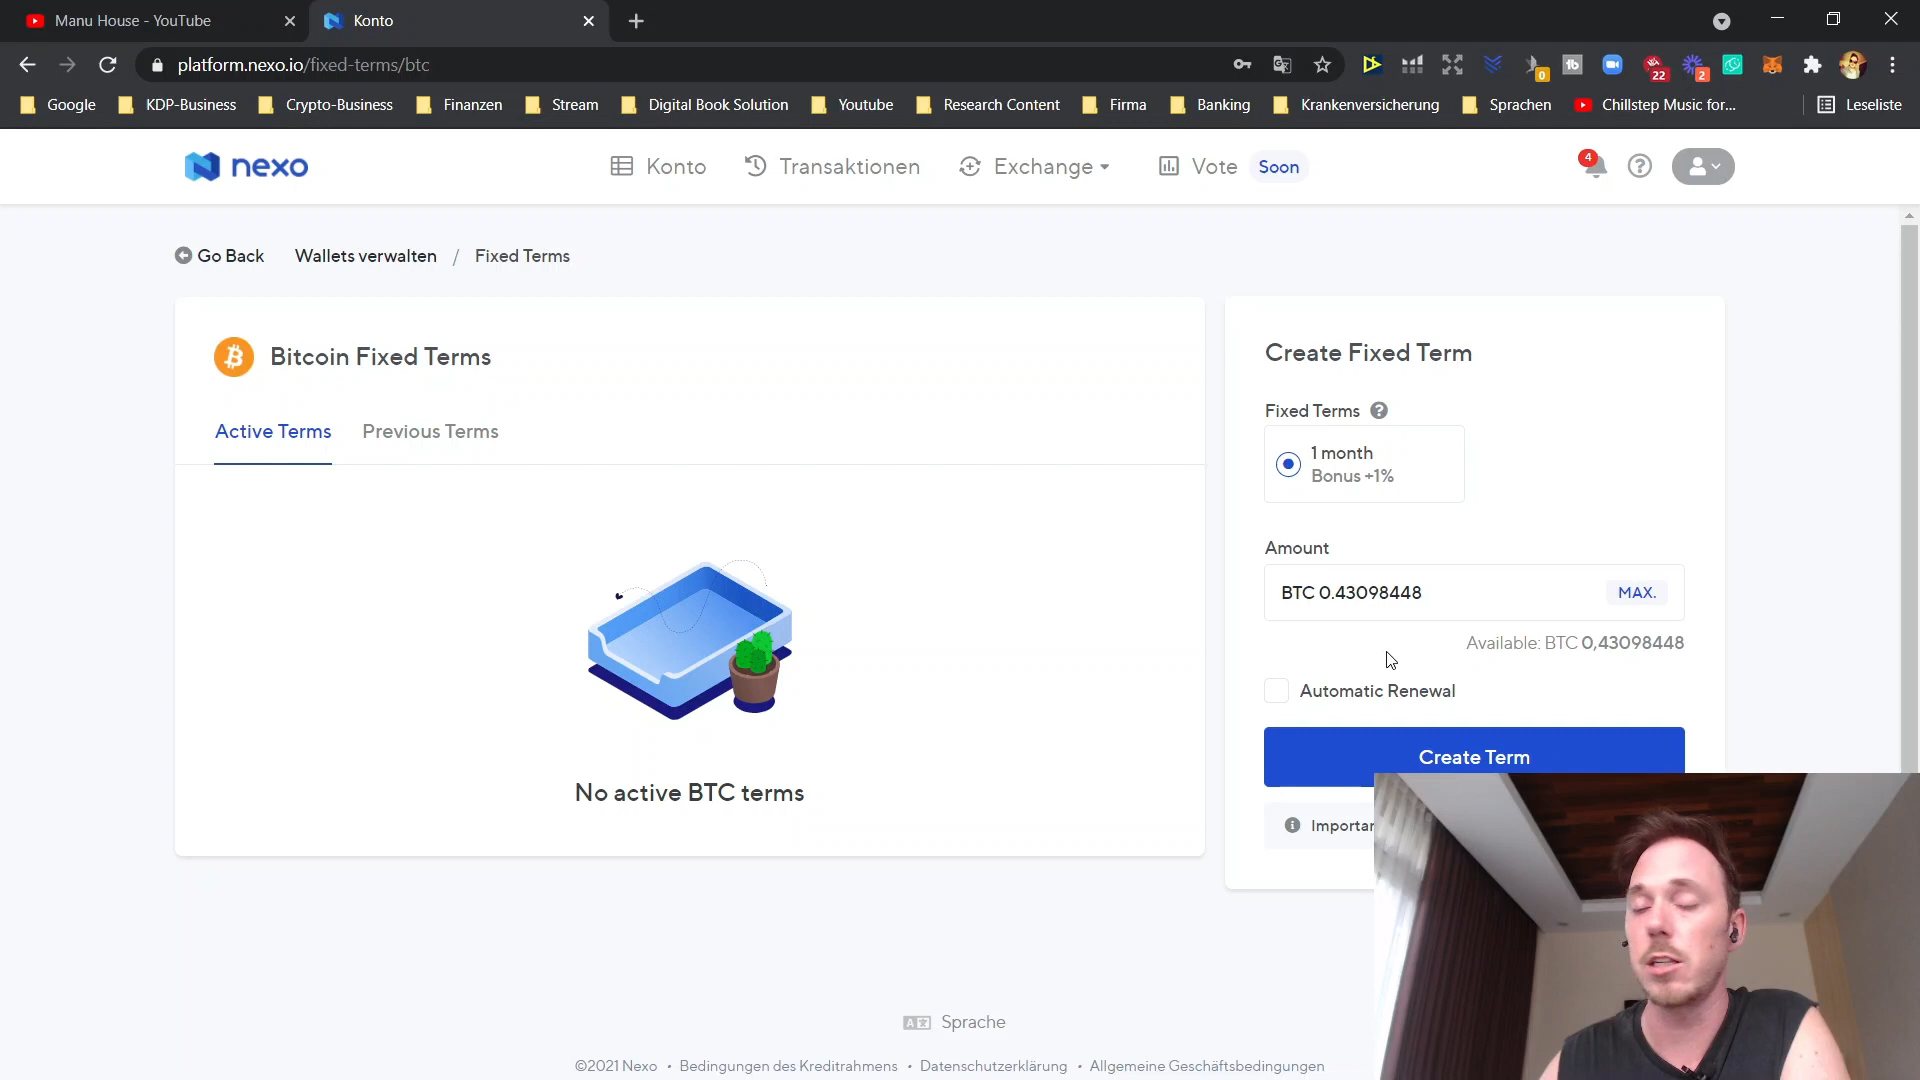 Manu House - YouTube
Konto
platform.nexo.io/fixed-terms/btc
0
22
2
Google
KDP-Business
Crypto-Business
Finanzen
Stream
Digital Book Solution
Youtube
Research Content
Firma
Banking
Krankenversicherung
Sprachen
Chillstep Music for...
Leseliste
nexo
Konto
Transaktionen
Exchange
Vote
Soon
4
Go Back
Wallets verwalten / Fixed Terms
Bitcoin Fixed Terms
Active Terms
Previous Terms
No active BTC terms
Create Fixed Term
Fixed Terms
1 month
Bonus +1%
Amount
BTC 0.43098448
MAX.
Available: BTC 0,43098448
Automatic Renewal
Create Term
Importan
Sprache
©2021 Nexo • Bedingungen des Kreditrahmens • Datenschutzerklärung • Allgemeine Geschäftsbedingungen